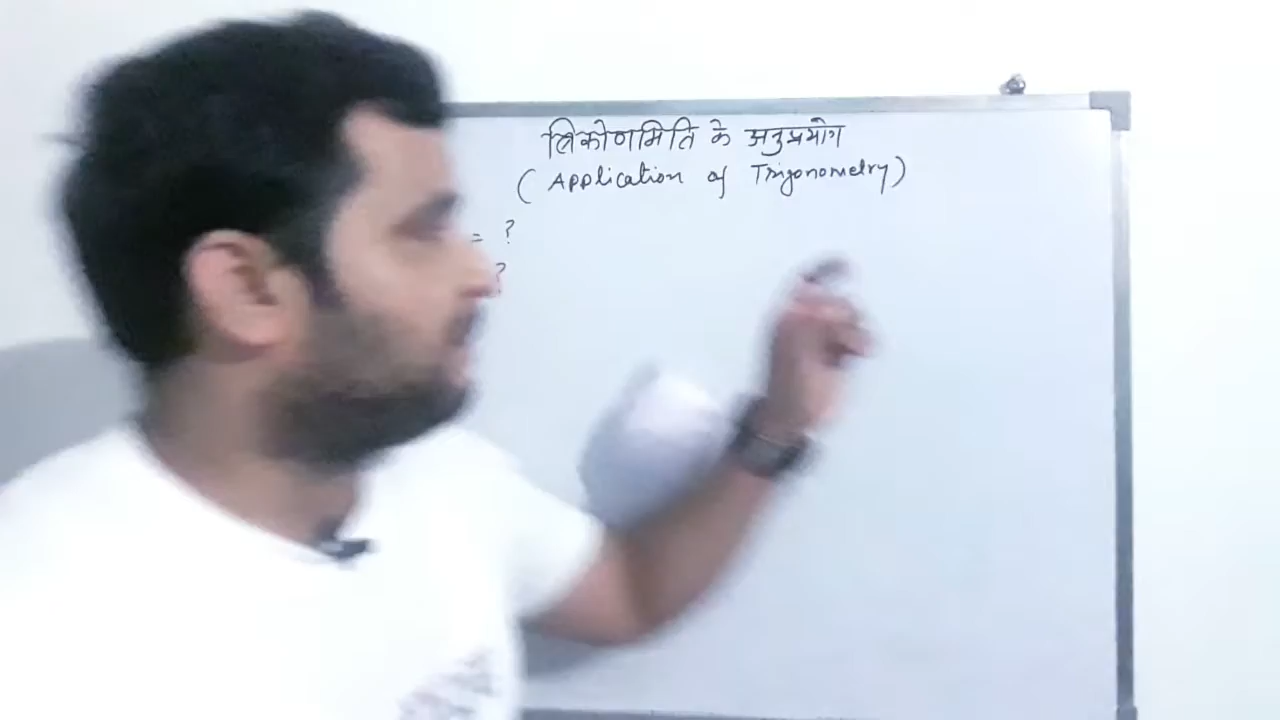 त्रिकोणमिति के अनुप्रयोग
( Application of Trigonometry)
= ?
?